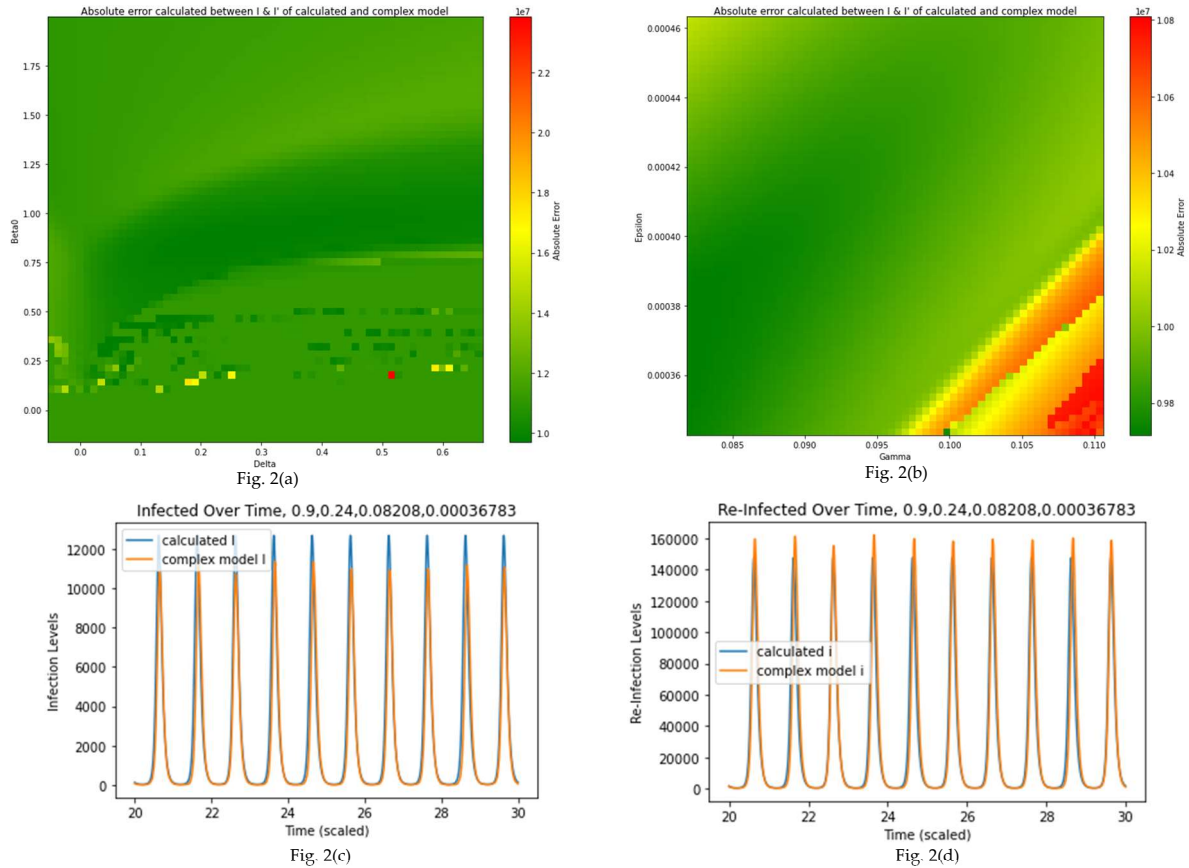 Absolute error calculated between I & I' of calculated and complex model
1e7
Beta0
1.75
1.50
1.25
1.00
0.75
0.50
0.25
0.00
0.0 0.1 0.2 0.3 0.4 0.5 0.6
Delta
2.2
2.0
1.8
1.6
1.4
1.2
1.0
Absolute Error
Fig. 2(a)
Absolute error calculated between I & I' of calculated and complex model
1e7
Epsilon
0.00046
0.00044
0.00042
0.00040
0.00038
0.00036
0.085 0.090 0.095 0.100 0.105 0.110
Gamma
1.08
1.06
1.04
1.02
1.00
0.98
Absolute Error
Fig. 2(b)
Infected Over Time, 0.9,0.24,0.08208,0.00036783
calculated I
complex model I
Infection Levels
12000
10000
8000
6000
4000
2000
0
20 22 24 26 28 30
Time (scaled)
Fig. 2(c)
Re-Infected Over Time, 0.9,0.24,0.08208,0.00036783
calculated i
complex model i
Re-Infection Levels
160000
140000
120000
100000
80000
60000
40000
20000
0
20 22 24 26 28 30
Time (scaled)
Fig. 2(d)